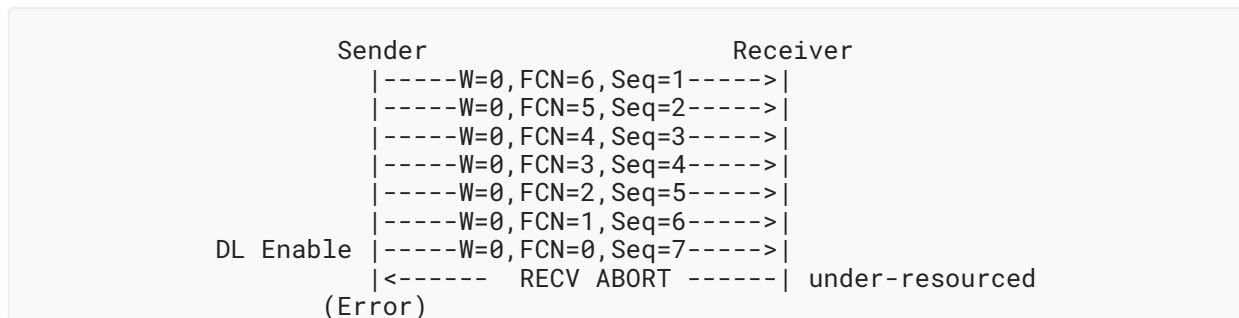 Sender                         Receiver
|-----W=0,FCN=6,Seq=1----->|
|-----W=0,FCN=5,Seq=2----->|
|-----W=0,FCN=4,Seq=3----->|
|-----W=0,FCN=3,Seq=4----->|
|-----W=0,FCN=2,Seq=5----->|
|-----W=0,FCN=1,Seq=6----->|
DL Enable |-----W=0,FCN=0,Seq=7----->|
|<------  RECV ABORT ------| under-resourced
(Error)